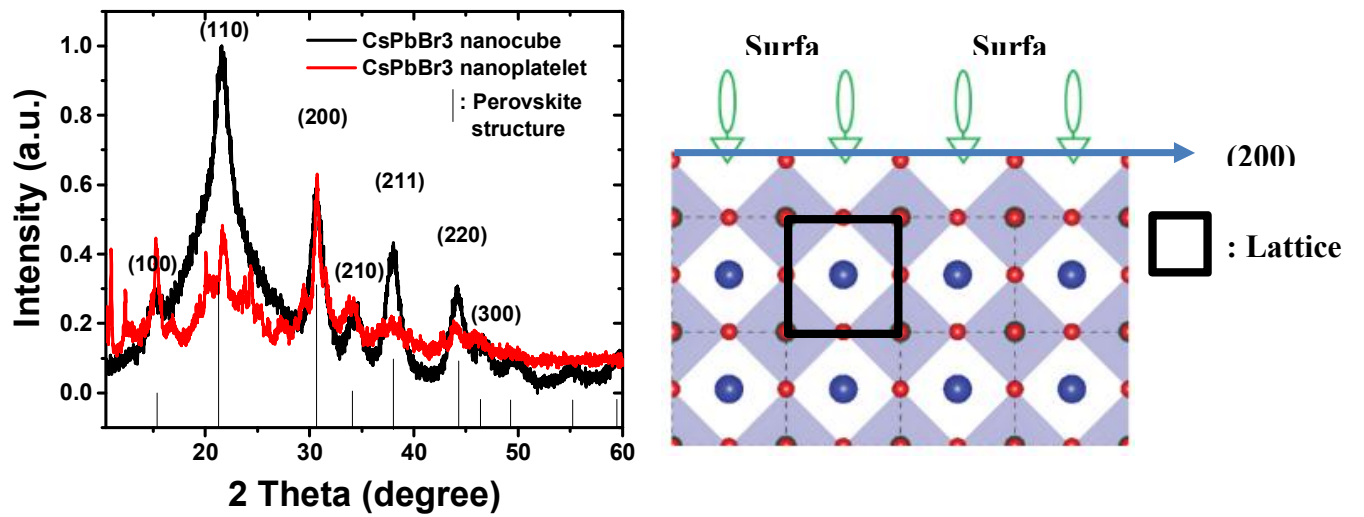 (110)
CsPbBr3 nanocube
CsPbBr3 nanoplatelet
: Perovskite
structure
(200)
(211)
(220)
(100)
(210)
(300)
Intensity (a.u.)
1.0
0.8
0.6
0.4
0.2
0.0
20
30
40
50
60
2 Theta (degree)
Surfa
Surfa
(200)
: Lattice